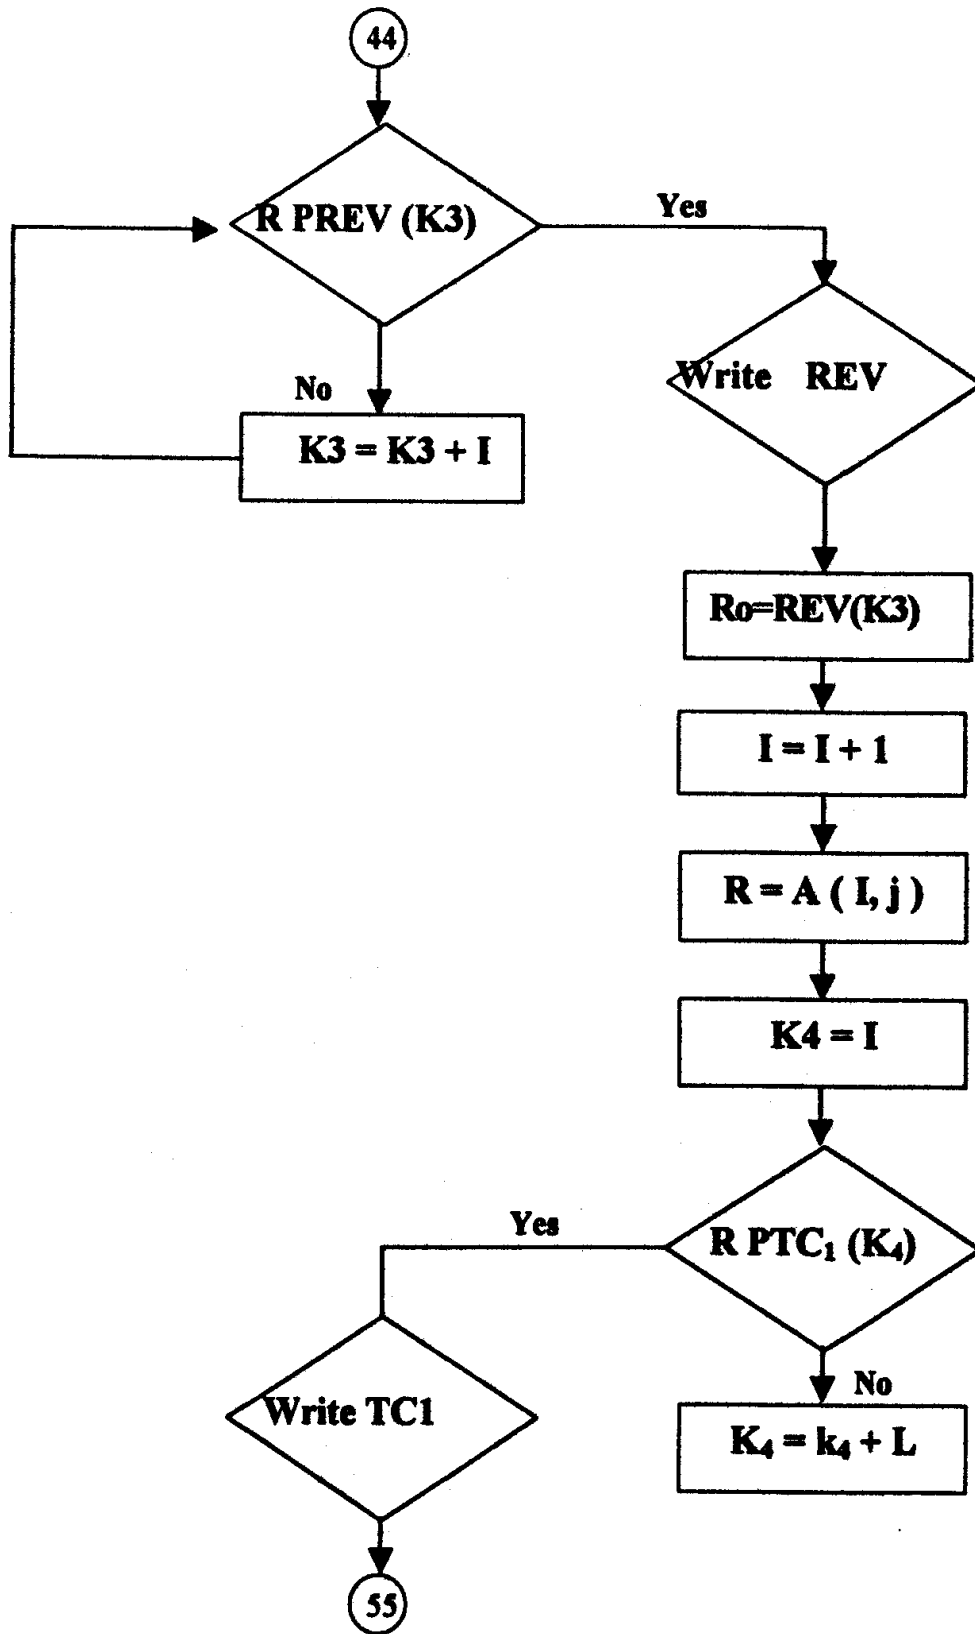 44
R PREV (K3)
Yes
No
K3 = K3 + I
Write REV
Ro=REV(K3)
I = I + 1
R = A ( I, j )
K4 = I
R PTC₁ (K₄)
Yes
No
Write TC1
K₄ = k₄ + L
55